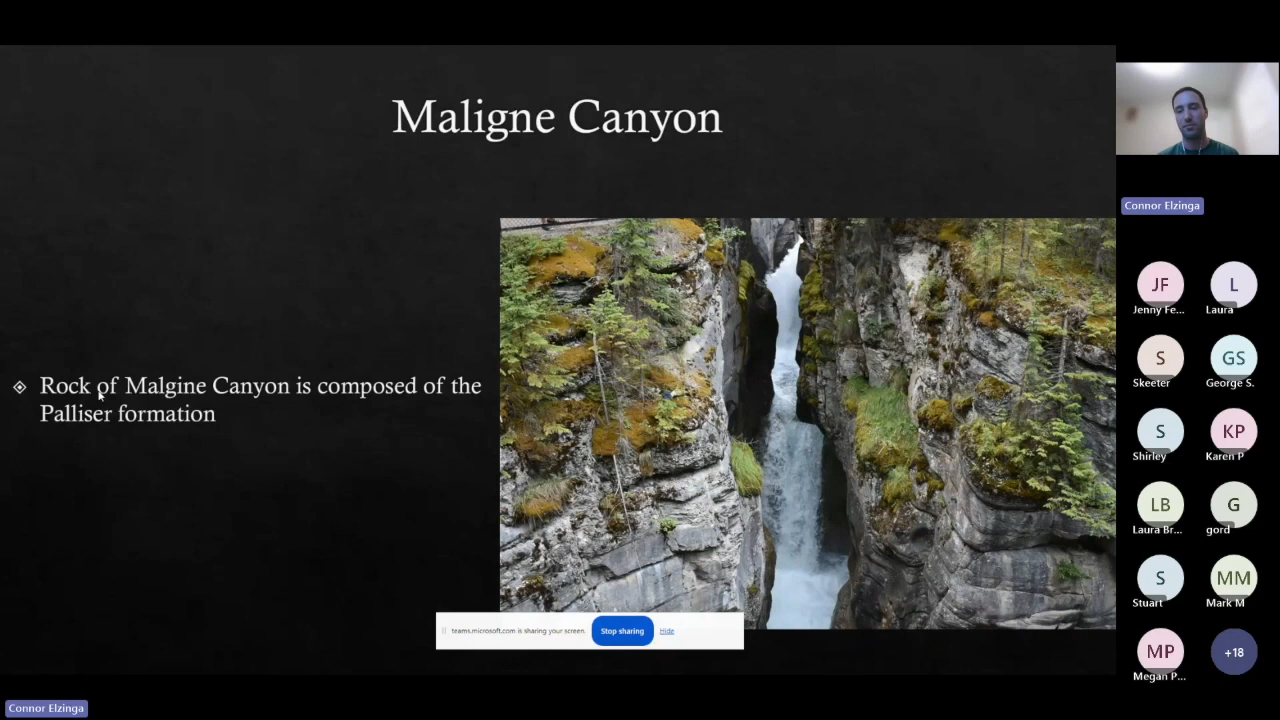 Maligne Canyon
Rock of Malgine Canyon is composed of the
Palliser formation
teams.microsoft.com is sharing your screen. Stop sharing Hide
Connor Elzinga
JF L
Jenny Fe... Laura
S GS
Skeeter George S.
S KP
Shirley Karen P
LB G
Laura Br... gord
S MM
Stuart Mark M
MP +18
Megan P...
Connor Elzinga